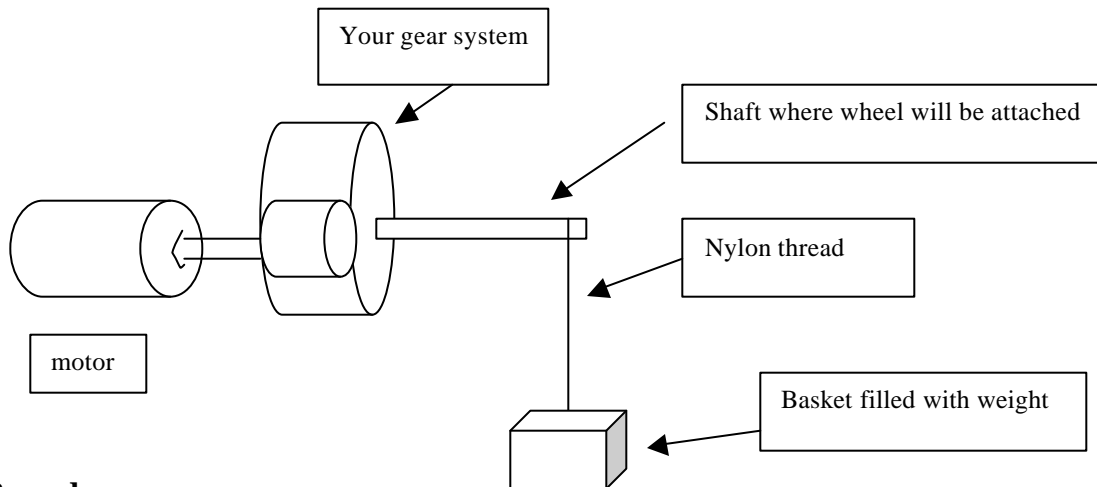 Your gear system
Shaft where wheel will be attached
Nylon thread
motor
Basket filled with weight